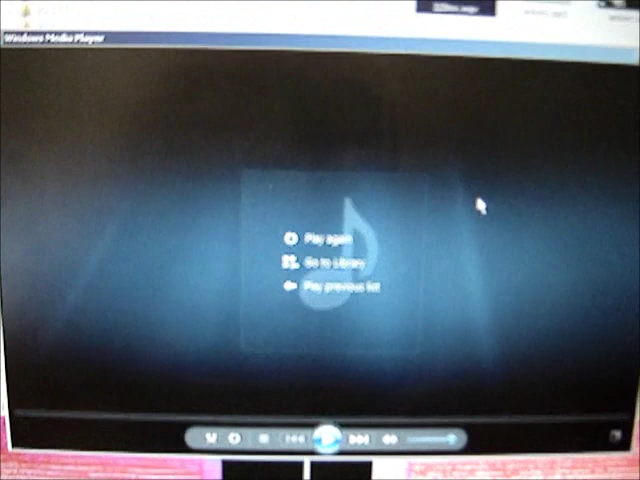 Windows Media Player
Play again
Go to Library
Play previous list